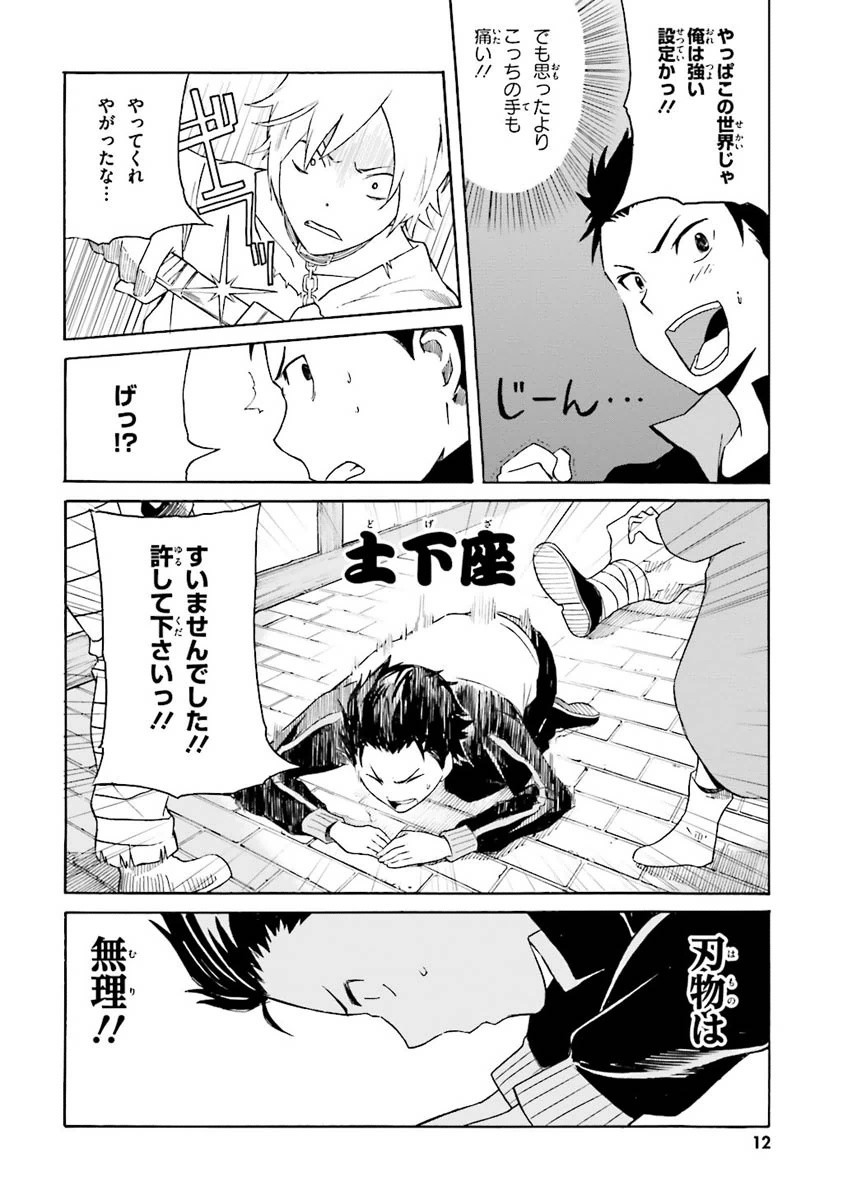 やっぱこの世界じゃ
俺は強い
設定かっ!!
でも思ったより
こっちの手も
痛い!!
じーん・・・
やってくれ
やがったな…
ギェッ
げっ!?
土下座
すいませんでした!!
許して下さいっ!!
刃物は
無理!!
12